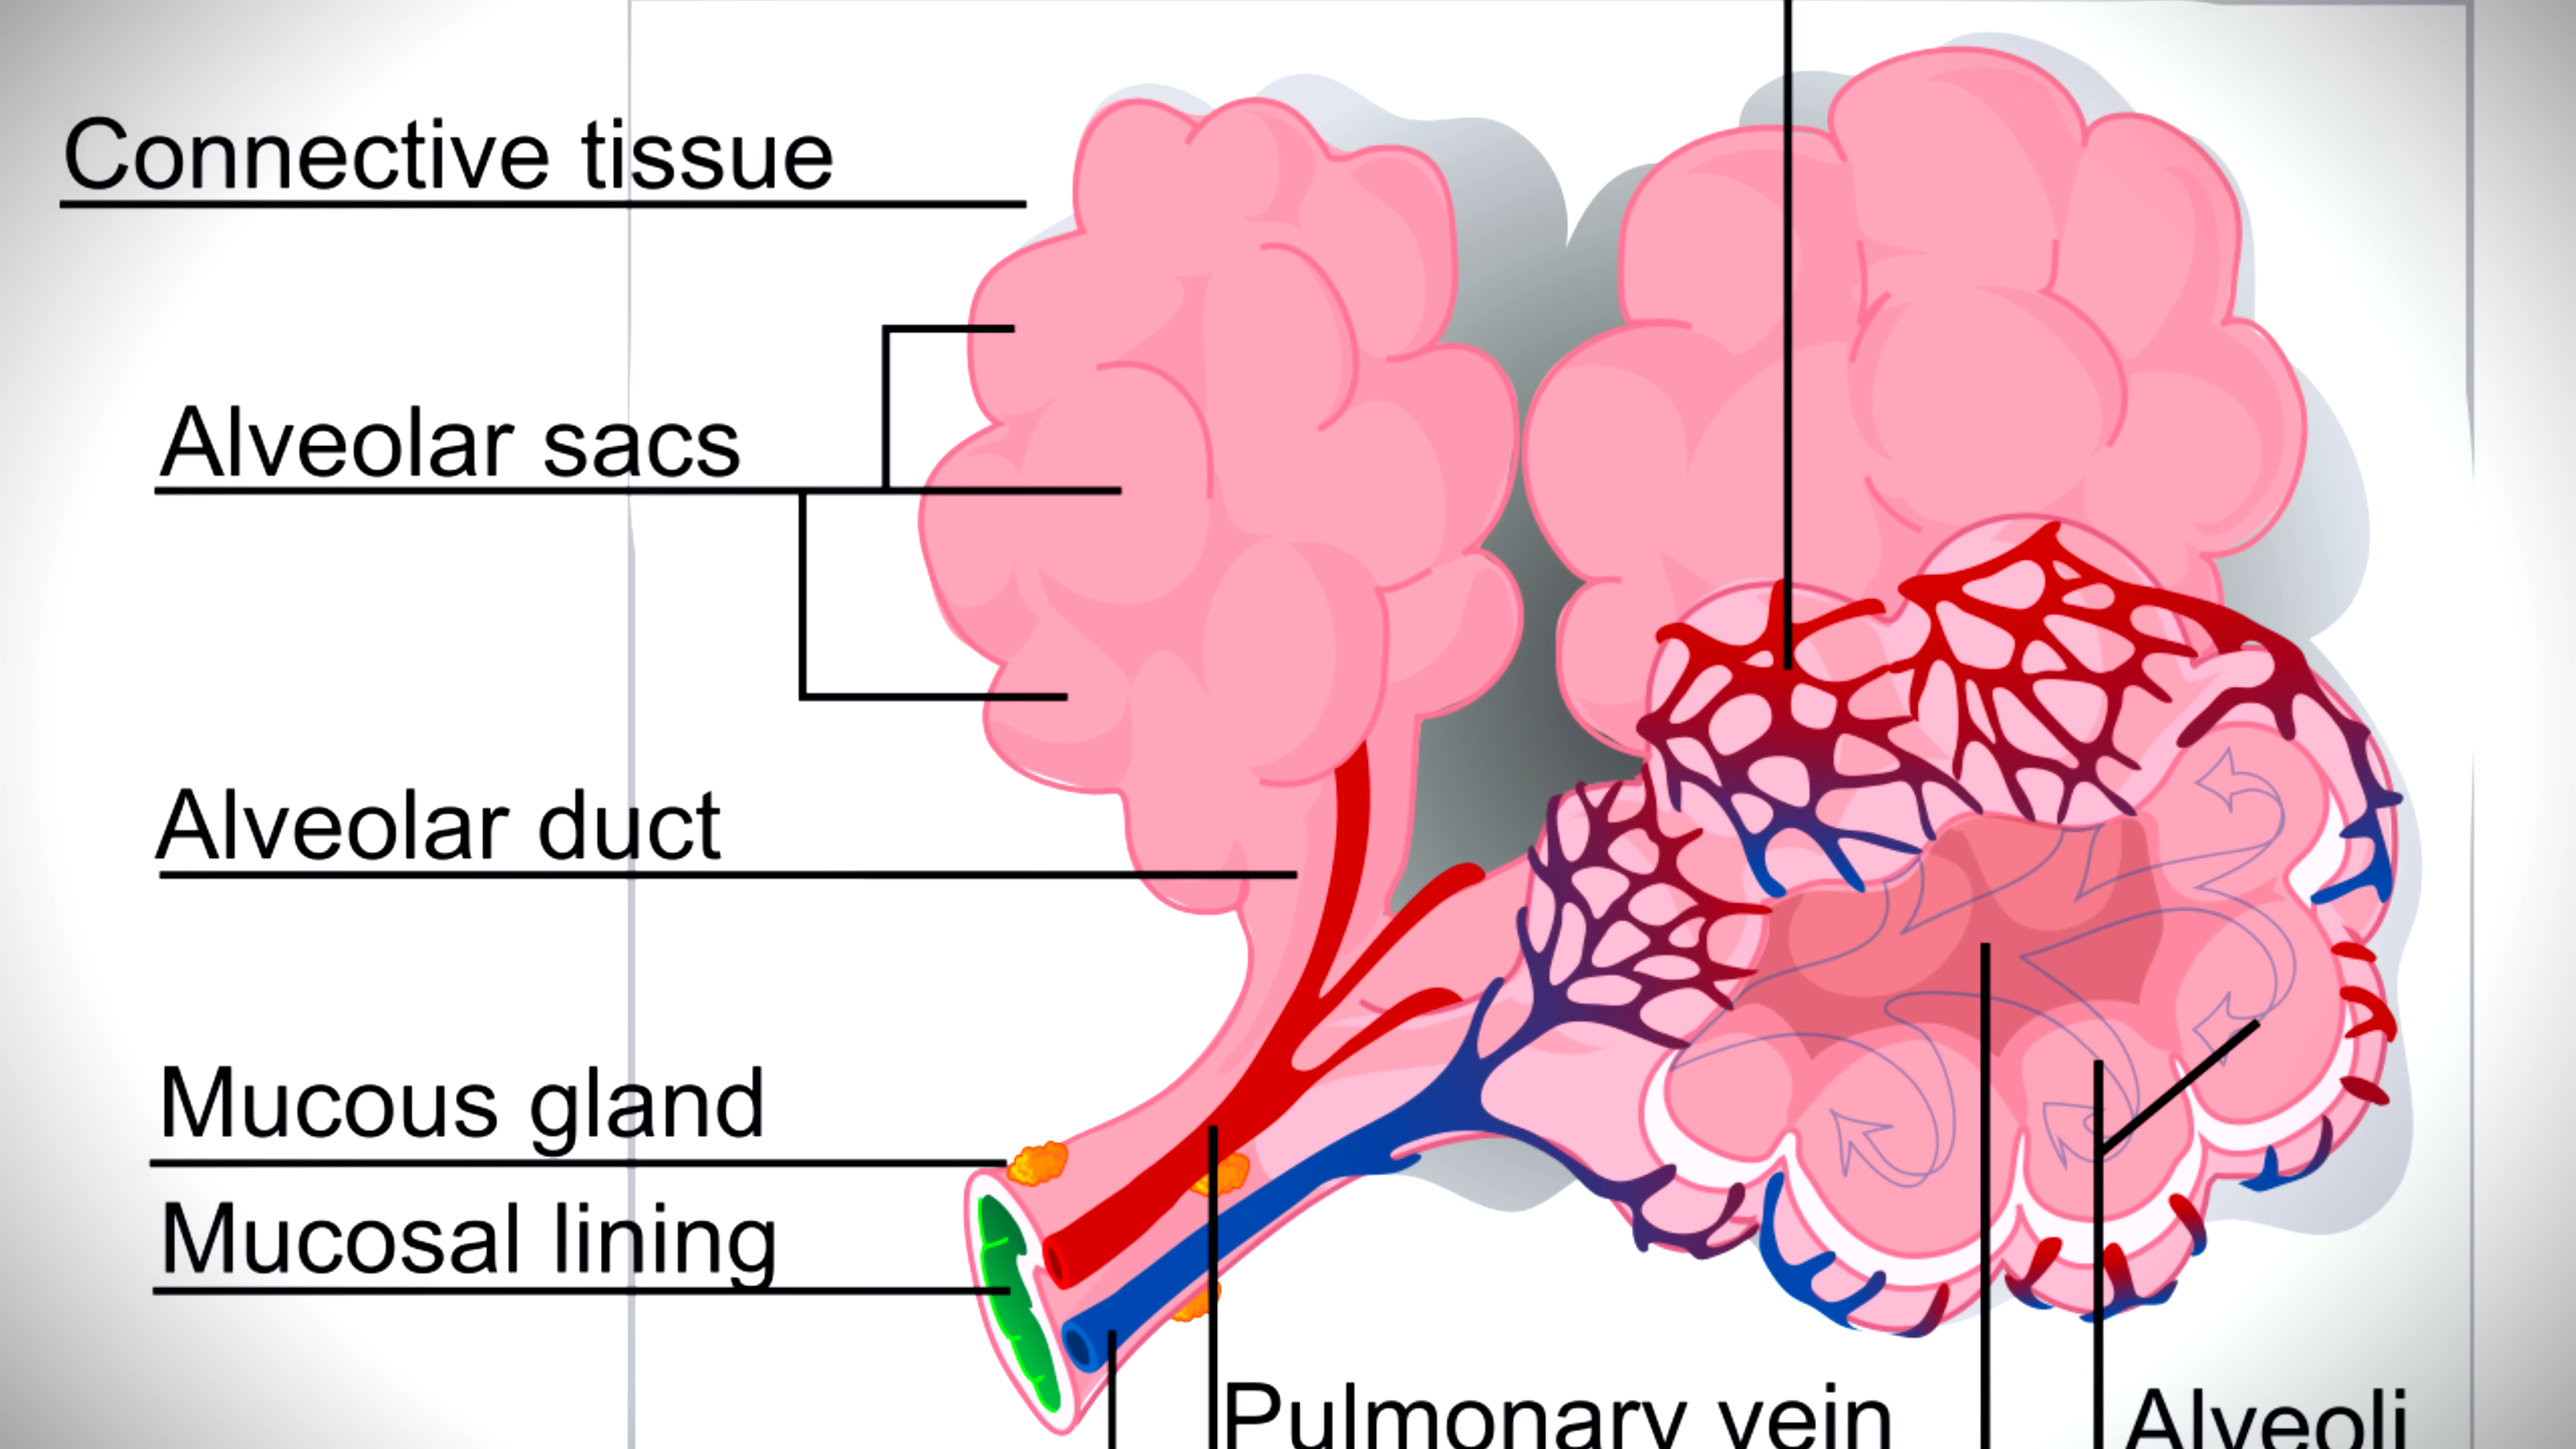 Connective tissue
Alveolar sacs
Alveolar duct
Mucous gland
Mucosal lining
Pulmonary vein
Alveoli